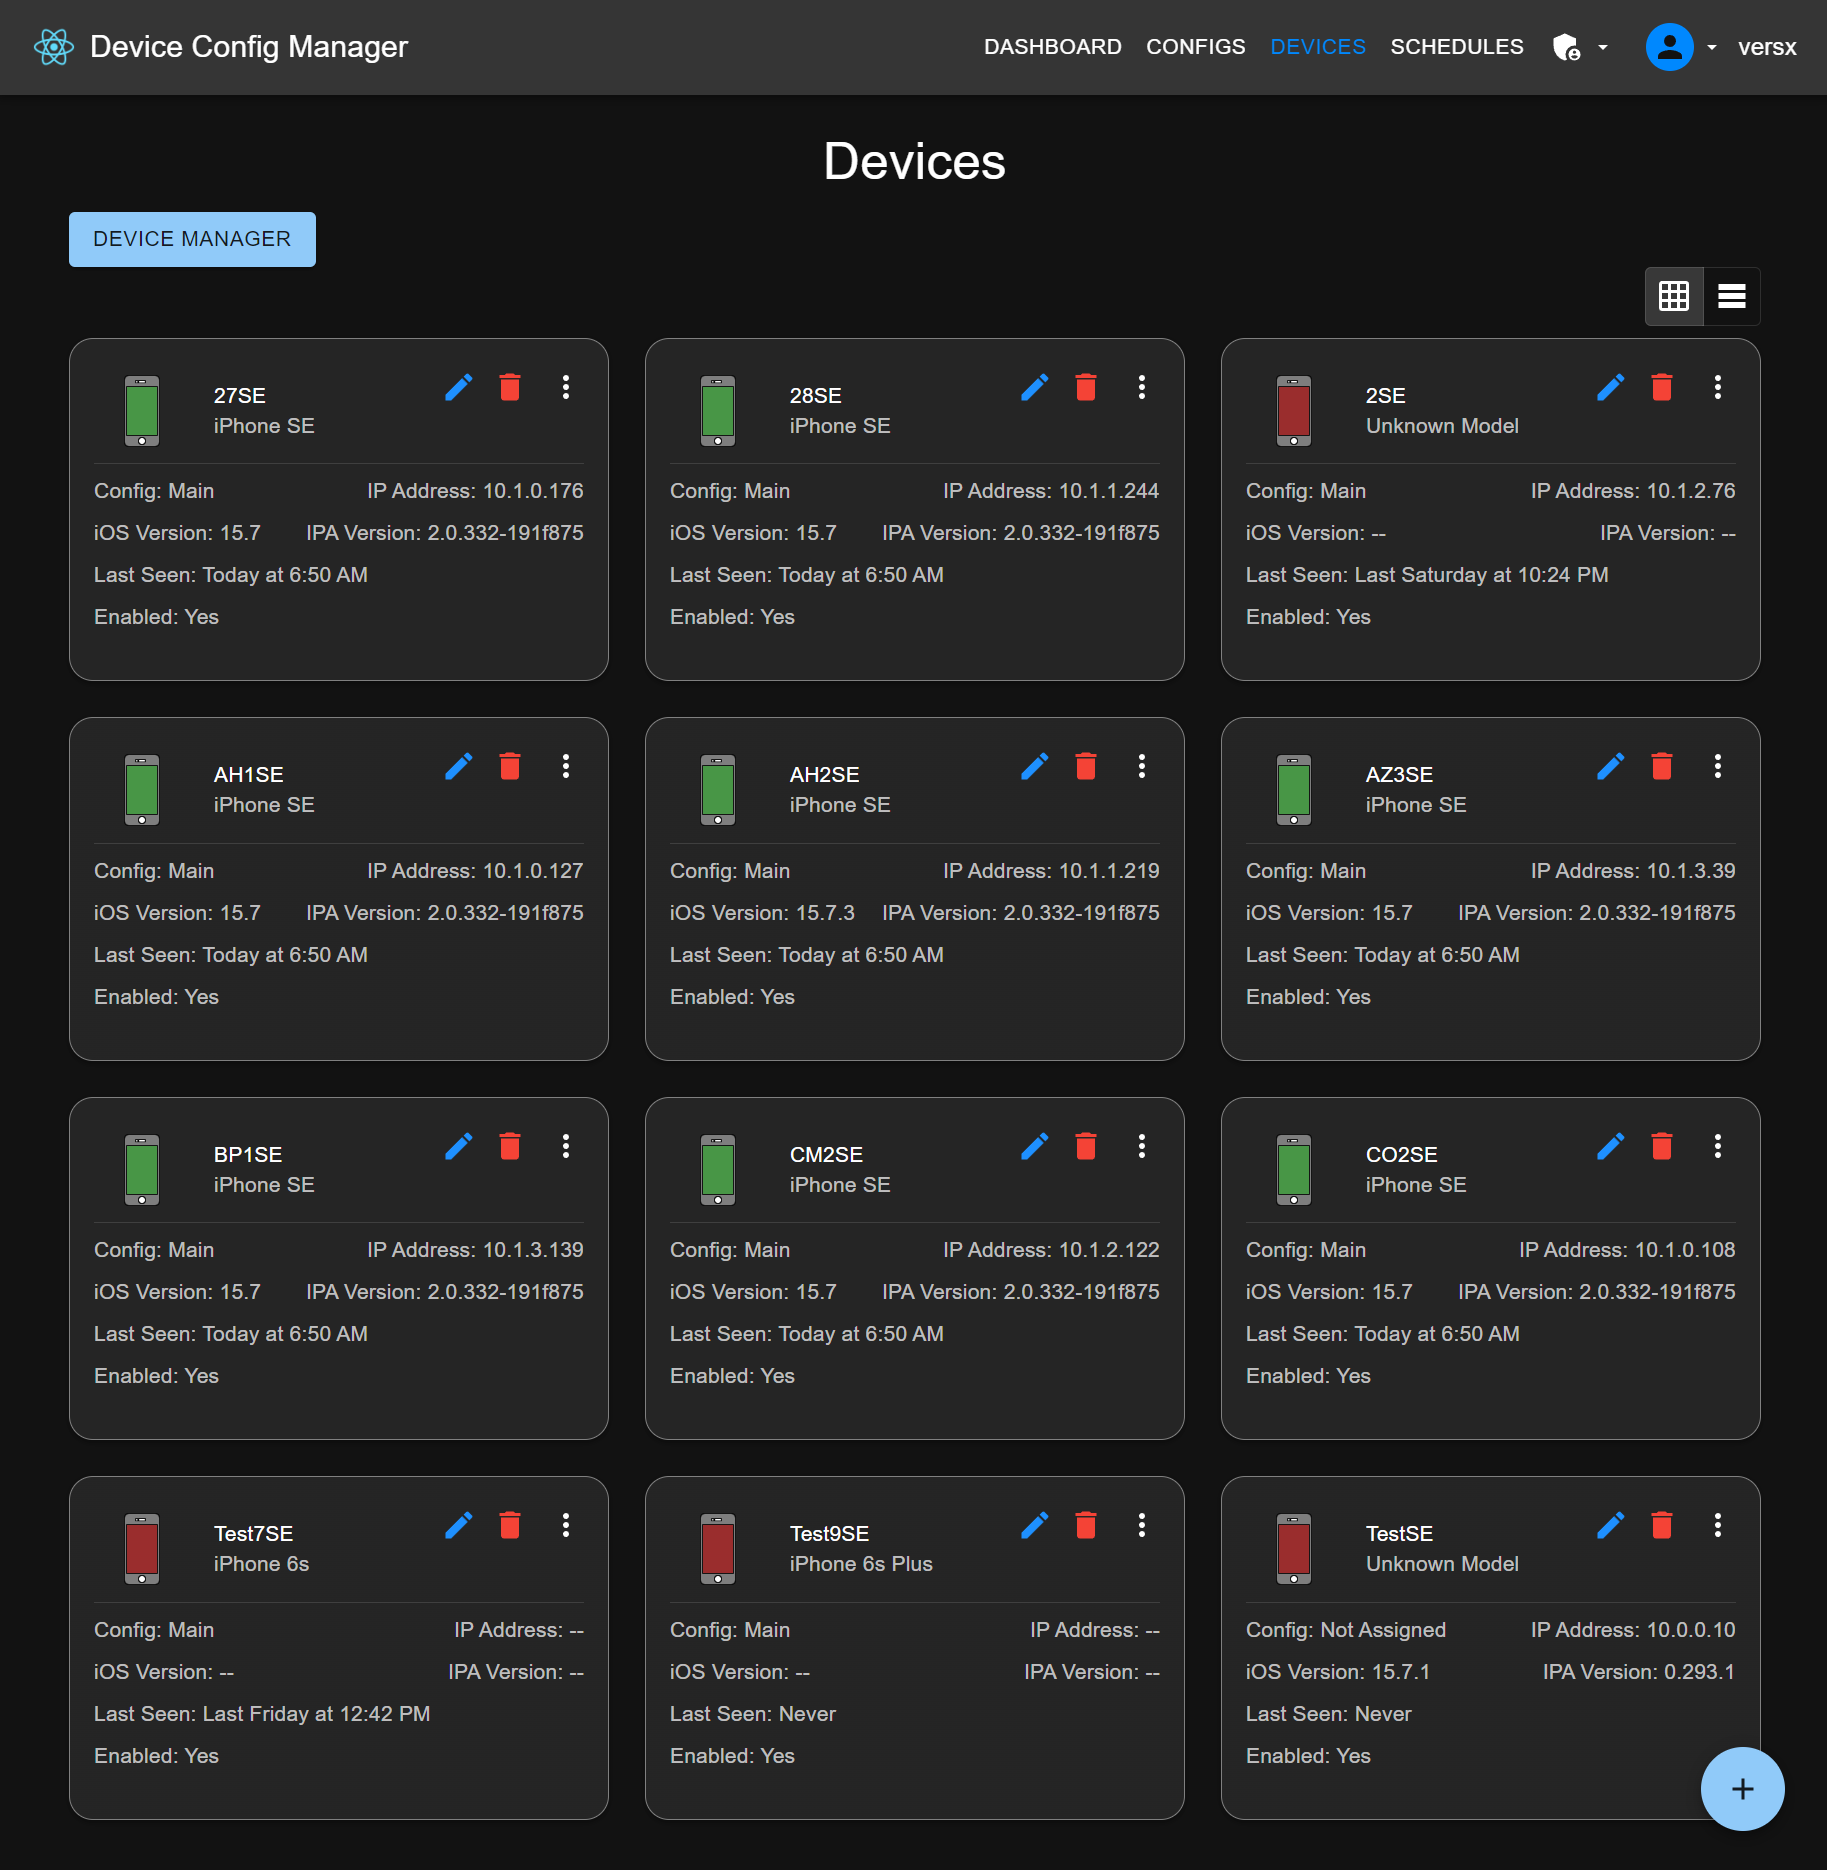 Device Config Manager
DASHBOARD CONFIGS DEVICES SCHEDULES versx
Devices
DEVICE MANAGER
27SE
iPhone SE
Config: Main IP Address: 10.1.0.176
iOS Version: 15.7 IPA Version: 2.0.332-191f875
Last Seen: Today at 6:50 AM
Enabled: Yes
28SE
iPhone SE
Config: Main IP Address: 10.1.1.244
iOS Version: 15.7 IPA Version: 2.0.332-191f875
Last Seen: Today at 6:50 AM
Enabled: Yes
2SE
Unknown Model
Config: Main IP Address: 10.1.2.76
iOS Version: -- IPA Version: --
Last Seen: Last Saturday at 10:24 PM
Enabled: Yes
AH1SE
iPhone SE
Config: Main IP Address: 10.1.0.127
iOS Version: 15.7 IPA Version: 2.0.332-191f875
Last Seen: Today at 6:50 AM
Enabled: Yes
AH2SE
iPhone SE
Config: Main IP Address: 10.1.1.219
iOS Version: 15.7.3 IPA Version: 2.0.332-191f875
Last Seen: Today at 6:50 AM
Enabled: Yes
AZ3SE
iPhone SE
Config: Main IP Address: 10.1.3.39
iOS Version: 15.7 IPA Version: 2.0.332-191f875
Last Seen: Today at 6:50 AM
Enabled: Yes
BP1SE
iPhone SE
Config: Main IP Address: 10.1.3.139
iOS Version: 15.7 IPA Version: 2.0.332-191f875
Last Seen: Today at 6:50 AM
Enabled: Yes
CM2SE
iPhone SE
Config: Main IP Address: 10.1.2.122
iOS Version: 15.7 IPA Version: 2.0.332-191f875
Last Seen: Today at 6:50 AM
Enabled: Yes
CO2SE
iPhone SE
Config: Main IP Address: 10.1.0.108
iOS Version: 15.7 IPA Version: 2.0.332-191f875
Last Seen: Today at 6:50 AM
Enabled: Yes
Test7SE
iPhone 6s
Config: Main IP Address: --
iOS Version: -- IPA Version: --
Last Seen: Last Friday at 12:42 PM
Enabled: Yes
Test9SE
iPhone 6s Plus
Config: Main IP Address: --
iOS Version: -- IPA Version: --
Last Seen: Never
Enabled: Yes
TestSE
Unknown Model
Config: Not Assigned IP Address: 10.0.0.10
iOS Version: 15.7.1 IPA Version: 0.293.1
Last Seen: Never
Enabled: Yes